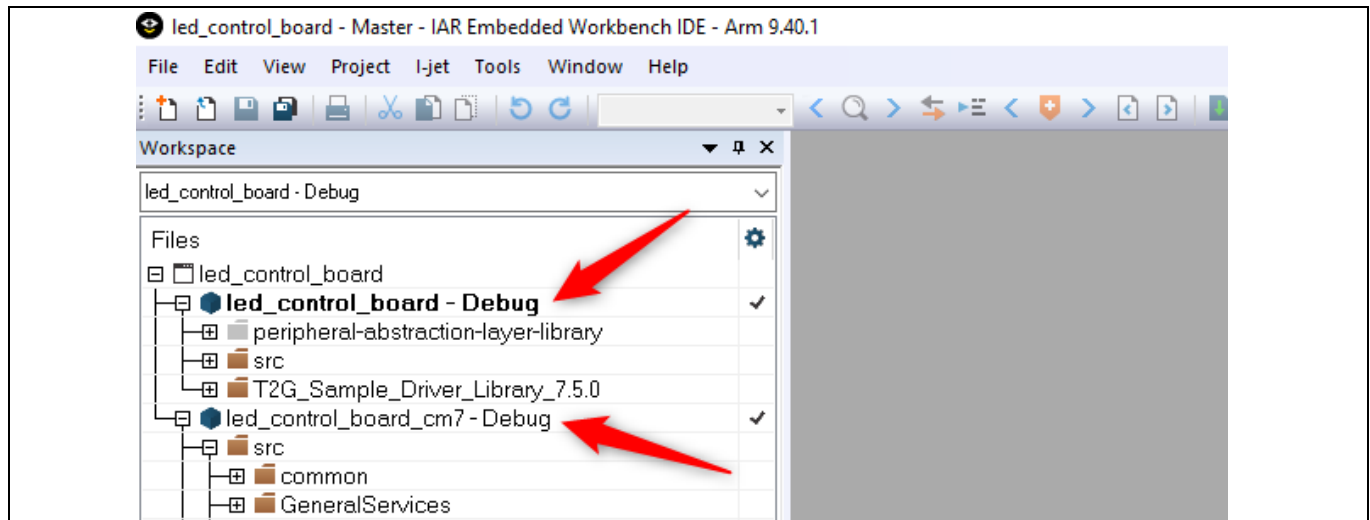 led_control_board - Master - IAR Embedded Workbench IDE - Arm 9.40.1
File Edit View Project I-jet Tools Window Help
Workspace
led_control_board - Debug
Files
led_control_board
led_control_board - Debug
peripheral-abstraction-layer-library
src
T2G_Sample_Driver_Library_7.5.0
led_control_board_cm7 - Debug
src
common
GeneralServices